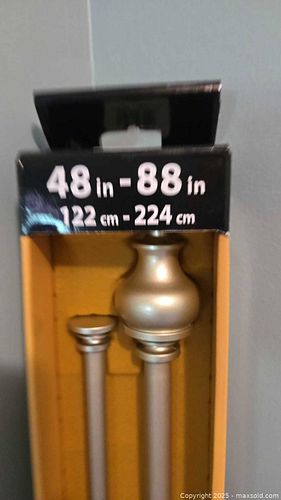 48 in - 88 in
122 cm - 224 cm
Copyright © 2025 - maxsold.com